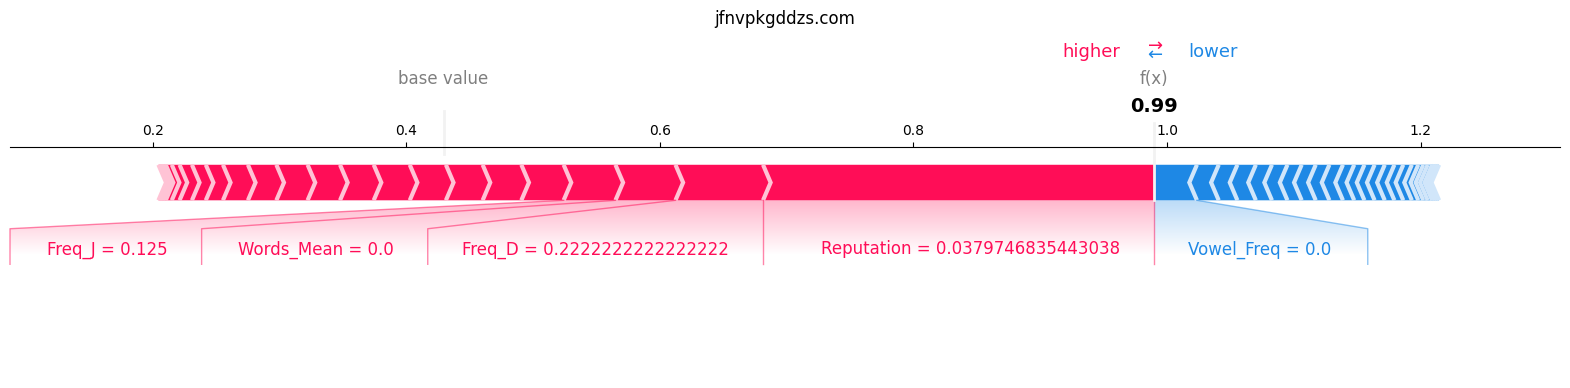 jfnvpkgddzs.com
higher → lower
←
base value
f(x)
0.99
0.2 0.4 0.6 0.8 1.0 1.2
Freq_J = 0.125 Words_Mean = 0.0 Freq_D = 0.2222222222222222 Reputation = 0.0379746835443038 Vowel_Freq = 0.0